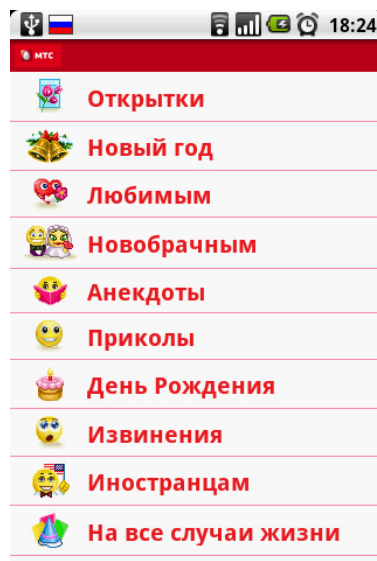 18:24
МТС
Открытки
Новый год
Любимым
Новобрачным
Анекдоты
Приколы
День Рождения
Извинения
Иностранцам
На все случаи жизни